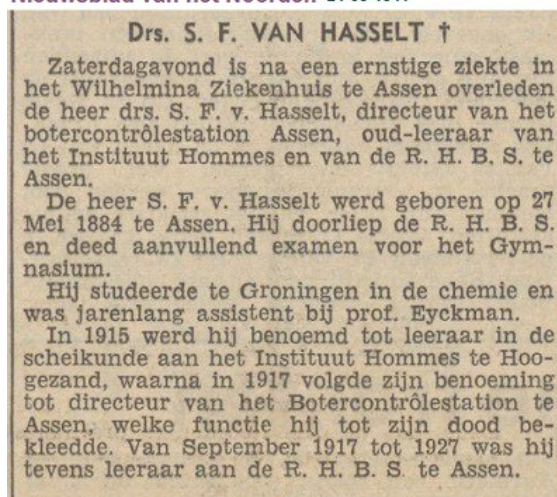 Drs. S. F. VAN HASSELT †
Zaterdagavond is na een ernstige ziekte in
het Wilhelmina Ziekenhuis te Assen overleden
de heer drs. S. F. v. Hasselt, directeur van het
botercontrôlestation Assen, oud-leeraar van
het Instituut Hommes en van de R. H. B. S. te
Assen.
De heer S. F. v. Hasselt werd geboren op 27
Mei 1884 te Assen. Hij doorliep de R. H. B. S.
en deed aanvullend examen voor het Gym-
nasium.
Hij studeerde te Groningen in de chemie en
was jarenlang assistent bij prof. Eyckman.
In 1915 werd hij benoemd tot leeraar in de
scheikunde aan het Instituut Hommes te Hoo-
gezand, waarna in 1917 volgde zijn benoeming
tot directeur van het Botercontrôlestation te
Assen, welke functie hij tot zijn dood be-
kleedde. Van September 1917 tot 1927 was hij
tevens leeraar aan de R. H. B. S. te Assen.